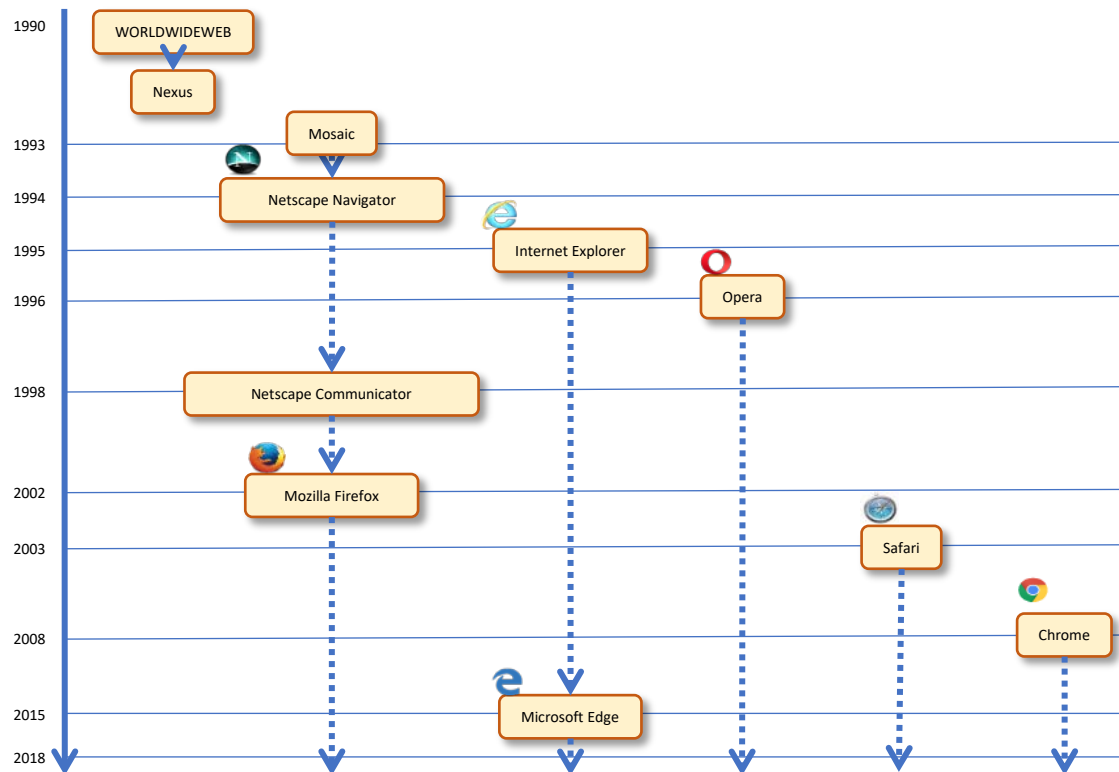 1990
WORLDWIDEWEB
Nexus
Mosaic
1993
N
Netscape Navigator
1994
Internet Explorer
1995
Opera
1996
Netscape Communicator
1998
Mozilla Firefox
2002
Safari
2003
Chrome
2008
Microsoft Edge
2015
2018